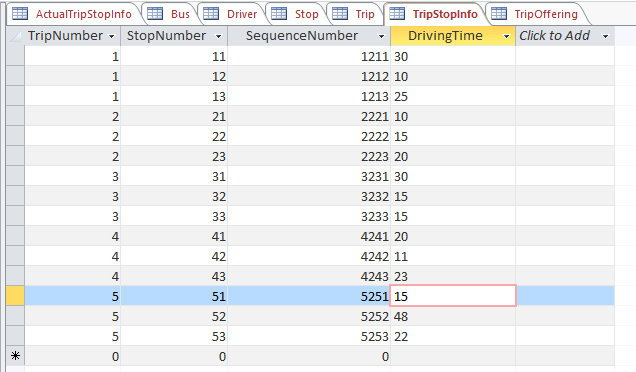 ActualTripStopInfo Bus Driver Stop Trip TripStopInfo TripOffering
TripNumber StopNumber SequenceNumber DrivingTime Click to Add
1 11 1211 30
1 12 1212 10
1 13 1213 25
2 21 2221 10
2 22 2222 15
2 23 2223 20
3 31 3231 30
3 32 3232 15
3 33 3233 15
4 41 4241 20
4 42 4242 11
4 43 4243 23
5 51 5251 15
5 52 5252 48
5 53 5253 22
0 0 0